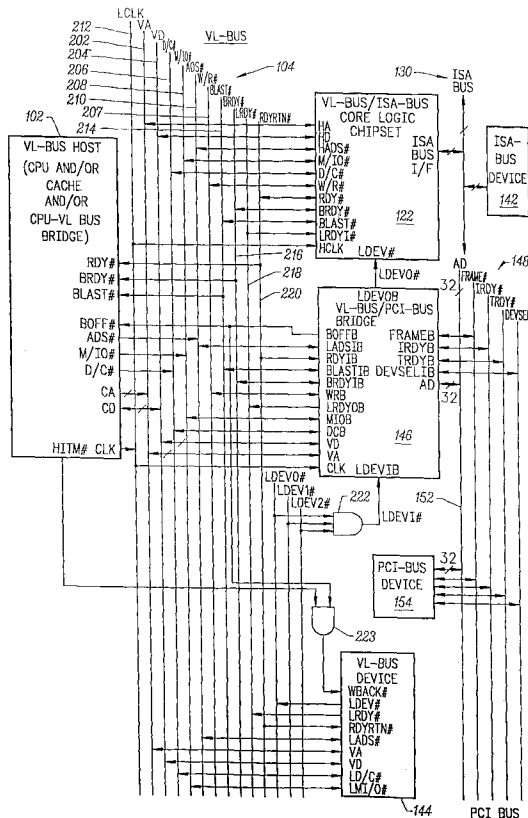 LCLK
VA
VD
D/C#
W/IO#
ADS#
W/R#
BLAST#
BRDY#
LRDY#
RDYRTN#
VL-BUS
212
202
204
206
208
210
207
214
104
102
VL-BUS HOST
(CPU AND/OR
CACHE
AND/OR
CPU-VL BUS
BRIDGE)
RDY#
BRDY#
BLAST#
BOFF#
ADS#
M/IO#
D/C#
CA
CD
HITM# CLK
216
218
220
VL-BUS/ISA-BUS
CORE LOGIC
CHIPSET
HA
HD
HADS#
M/IO#
D/C#
W/R#
RDY#
BRDY#
BLAST#
LRDYI#
HCLK
ISA
BUS
I/F
122
LDEV#
LDEVO#
130
ISA
BUS
ISA-
BUS
DEVICE
142
148
AD
FRAME#
IRDY#
TRDY#
DEVSEL
32
LDEVOB
VL-BUS/PCI-BUS
BRIDGE
BOFFB
LADSIB
RDYIB
BLASTIB
BRDYIB
WRB
LRDYOB
MIOB
DCB
VD
VA
CLK
LDEVIB
FRAMEB
IRDYB
TRDYB
DEVSELIB
AD
32
146
LDEVO#
LDEV1#
LDEV2#
222
LDEVI#
152
32
PCI-BUS
DEVICE
154
223
VL-BUS
DEVICE
WBACK#
LDEV#
LRDY#
RDYRTN#
LADS#
VA
VD
LD/C#
LMI/O#
144
PCI BUS